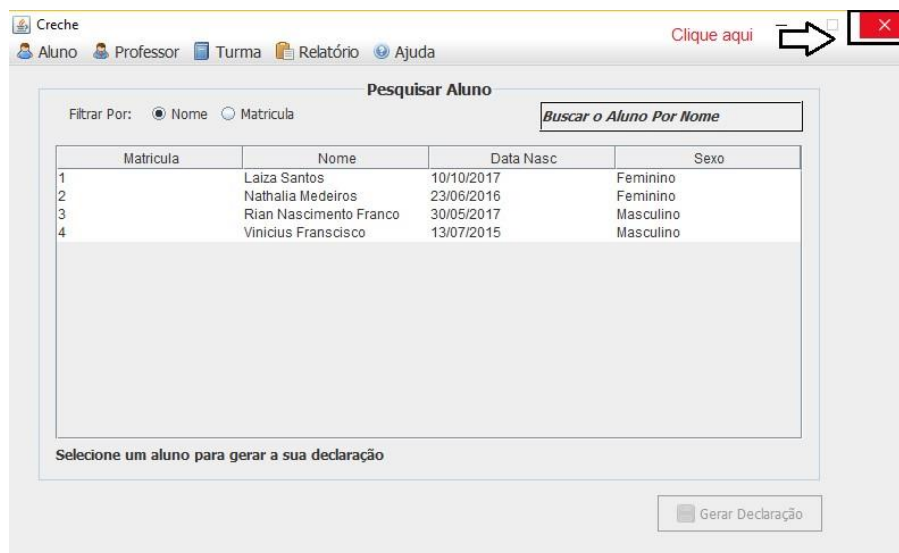 Creche
Clique aqui
Aluno Professor Turma Relatório Ajuda
Pesquisar Aluno
Filtrar Por: Nome Matricula
Buscar o Aluno Por Nome
Matricula Nome Data Nasc Sexo
1 Laiza Santos 10/10/2017 Feminino
2 Nathalia Medeiros 23/06/2016 Feminino
3 Rian Nascimento Franco 30/05/2017 Masculino
4 Vinicius Franscisco 13/07/2015 Masculino
Selecione um aluno para gerar a sua declaração
Gerar Declaração